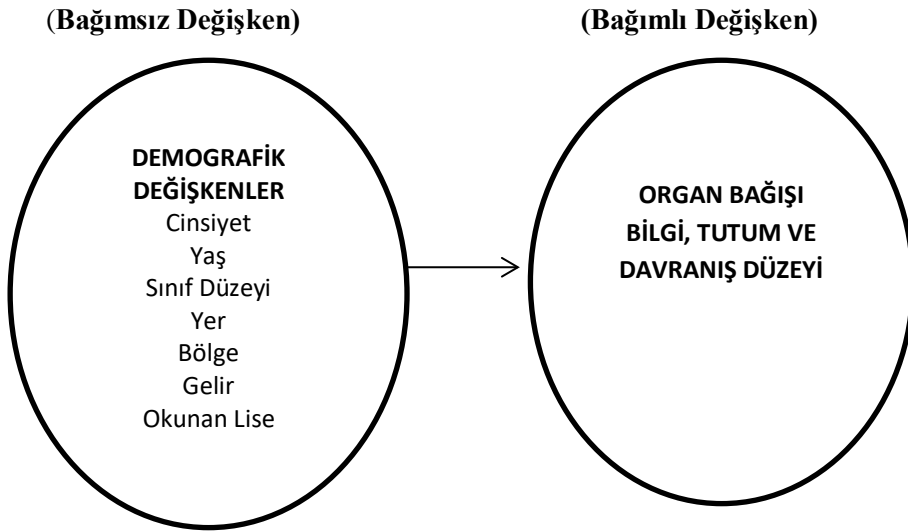 (Bağımsız Değişken)
(Bağımlı Değişken)
DEMOGRAFİK
DEĞİŞKENLER
Cinsiyet
Yaş
Sınıf Düzeyi
Yer
Bölge
Gelir
Okunan Lise
ORGAN BAĞIŞI
BİLGİ, TUTUM VE
DAVRANIŞ DÜZEYİ